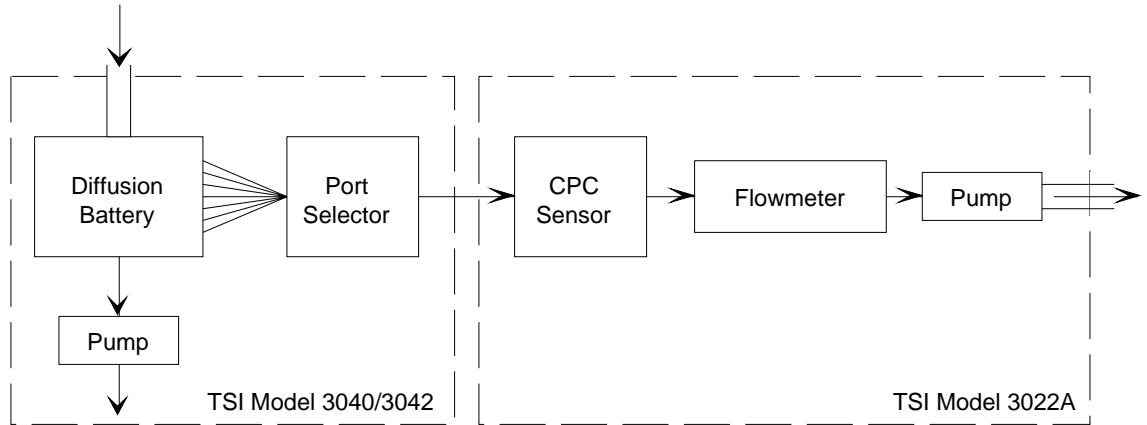 Diffusion
Battery
Port
Selector
CPC
Sensor
Flowmeter
Pump
Pump
TSI Model 3040/3042
TSI Model 3022A